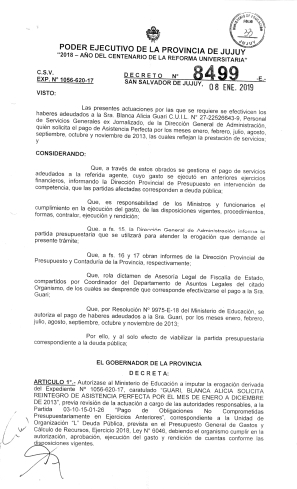 PODER EJECUTIVO DE LA PROVINCIA DE JUJUY
"2018 – AÑO DEL CENTENARIO DE LA REFORMA UNIVERSITARIA"
C.S.V.
EXP. N° 1056-620-17
DECRETO N° 8499 -E.-
SAN SALVADOR DE JUJUY, 08 ENE. 2019
VISTO:
Las presentes actuaciones por las que se requiere se efectivicen los
haberes adeudados a la Sra. Blanca Alicia Guari C.U.I.L. N° 27-22526643-9, Personal
de Servicios Generales ex Jornalizado, de la Dirección General de Administración,
quién solicita el pago de Asistencia Perfecta por los meses enero, febrero, julio, agosto,
septiembre, octubre y noviembre de 2013, las cuales reflejan la prestación de servicios;
y
CONSIDERANDO:
Que, a través de estos obrados se gestiona el pago de servicios
adeudados a la referida agente, cuyo gasto se ejecutó en anteriores ejercicios
financieros, informando la Dirección Provincial de Presupuesto en intervención de
competencia, que las partidas afectadas corresponden a deuda pública;
Que, es responsabilidad de los Ministros y funcionarios el
cumplimiento en la ejecución del gasto, de las disposiciones vigentes, procedimientos,
formas, contralor, ejecución y rendición;
Que, a fs. 15, la Dirección General de Administración informa la
partida presupuestaria que se utilizará para atender la erogación que demande el
presente trámite;
Que, a fs. 16 y 17 obran informes de la Dirección Provincial de
Presupuesto y Contaduría de la Provincia, respectivamente;
Que, rola dictamen de Asesoría Legal de Fiscalía de Estado,
compartidos por Coordinador del Departamento de Asuntos Legales del citado
Organismo, de los cuales se desprende que corresponde efectivizarse el pago a la Sra.
Guari;
Que, por Resolución N° 9975-E-18 del Ministerio de Educación, se
autoriza el pago de haberes adeudados a la Sra. Guari, por los meses enero, febrero,
julio, agosto, septiembre, octubre y noviembre de 2013;
Por ello, y al solo efecto de viabilizar la partida presupuestaria
correspondiente a la deuda pública;
EL GOBERNADOR DE LA PROVINCIA
DECRETA:
ARTÍCULO 1°.- Autorízase al Ministerio de Educación a imputar la erogación derivada
del Expediente N° 1056-620-17, caratulado "GUARI, BLANCA ALICIA SOLICITA
REINTEGRO DE ASISTENCIA PERFECTA POR EL MES DE ENERO A DICIEMBRE
DE 2013", previa revisión de la actuación a cargo de las autoridades responsables, a la
Partida 03-10-15-01-26 "Pago de Obligaciones No Comprometidas
Presupuestariamente en Ejercicios Anteriores", correspondiente a la Unidad de
Organización "L" Deuda Pública, prevista en el Presupuesto General de Gastos y
Cálculo de Recursos, Ejercicio 2018, Ley N° 6046, debiendo el organismo cumplir en la
autorización, aprobación, ejecución del gasto y rendición de cuentas conforme las
disposiciones vigentes.